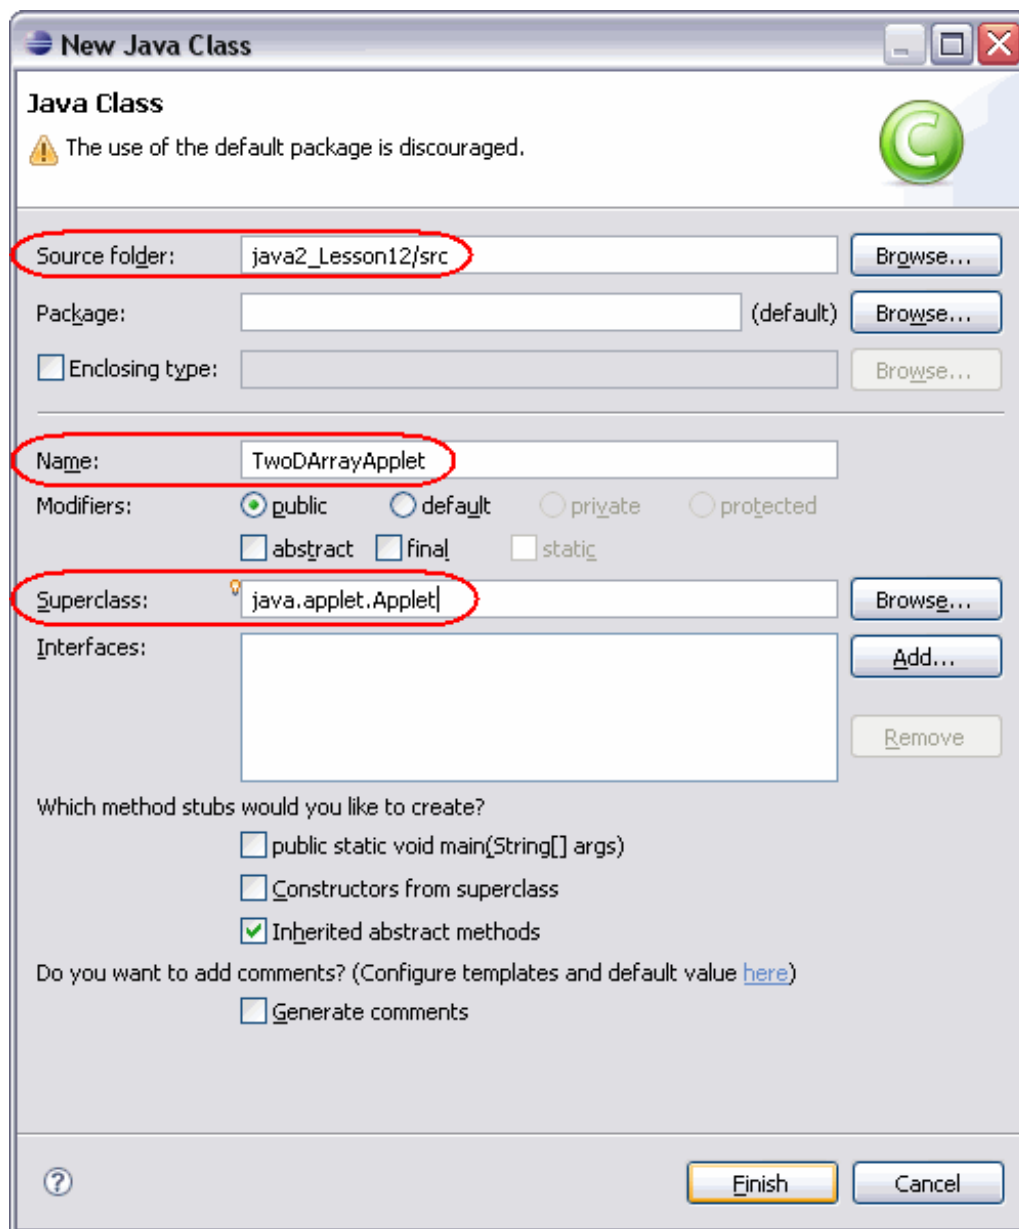 New Java Class
Java Class
The use of the default package is discouraged.
Source folder: java2_Lesson12/src Browse...
Package: (default) Browse...
Enclosing type: Browse...
Name: TwoDArrayApplet
Modifiers: public default private protected
abstract final static
Superclass: java.applet.Applet Browse...
Interfaces: Add...
Remove
Which method stubs would you like to create?
public static void main(String[] args)
Constructors from superclass
Inherited abstract methods
Do you want to add comments? (Configure templates and default value here)
Generate comments
? Finish Cancel